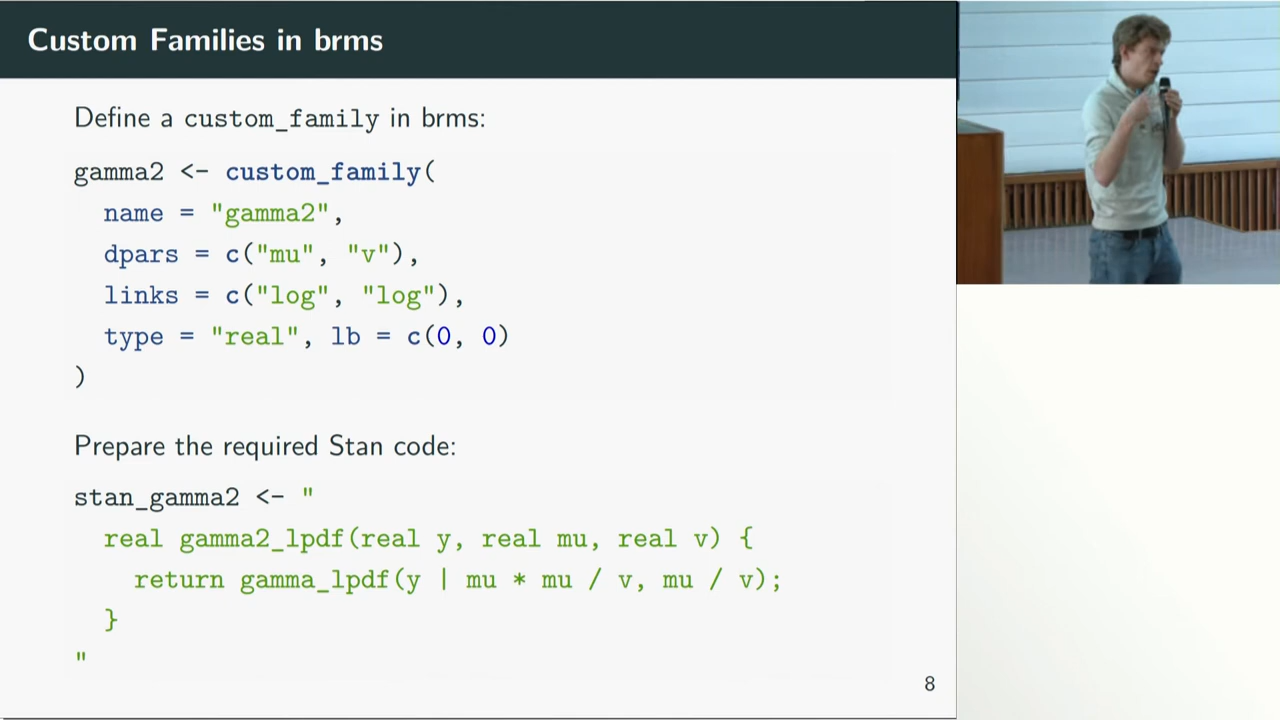 Custom Families in brms
Define a custom_family in brms:
gamma2 <- custom_family(
  name = "gamma2",
  dpars = c("mu", "v"),
  links = c("log", "log"),
  type = "real", lb = c(0, 0)
)
Prepare the required Stan code:
stan_gamma2 <- "
  real gamma2_lpdf(real y, real mu, real v) {
    return gamma_lpdf(y | mu * mu / v, mu / v);
  }
"
8